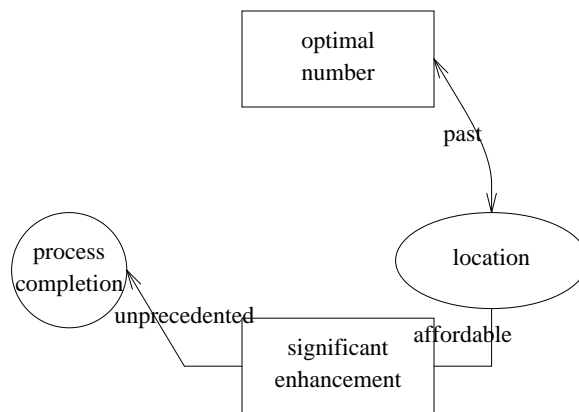 optimal
number
past
process
completion
location
unprecedented
affordable
significant
enhancement